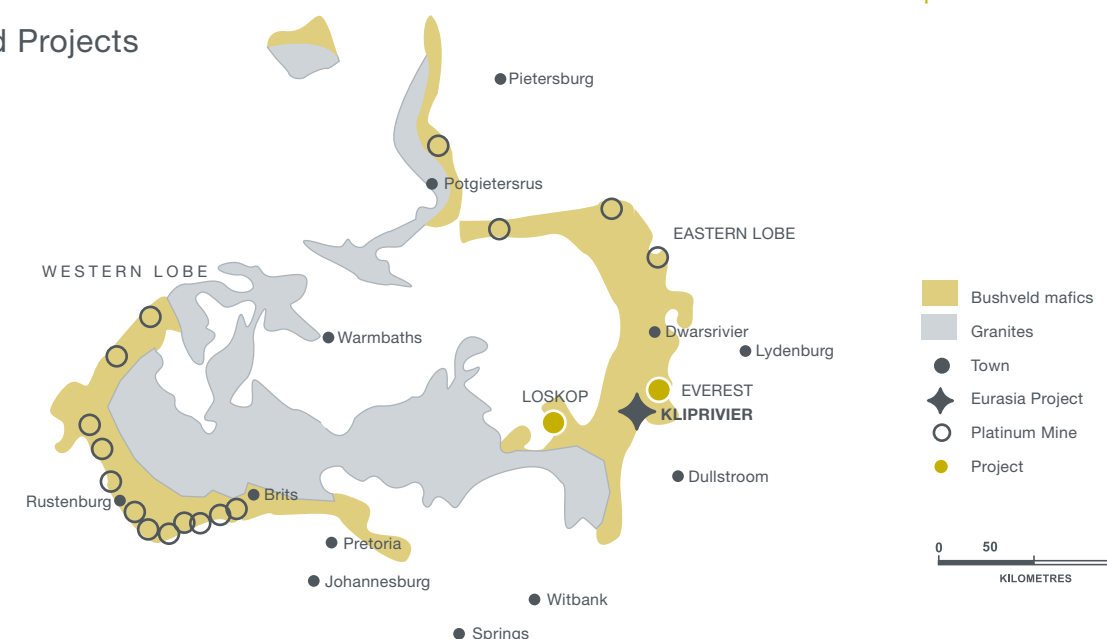 d Projects
Pietersburg
Potgietersrus
EASTERN LOBE
WESTERN LOBE
Bushveld mafics
Granites
Dwarsrivier
Warmbaths
Lydenburg
Town
EVEREST
LOSKOP
Eurasia Project
KLIPRIVIER
Platinum Mine
Project
Dullstroom
Brits
Rustenburg
Pretoria
0 50
KILOMETRES
Johannesburg
Witbank
Springs